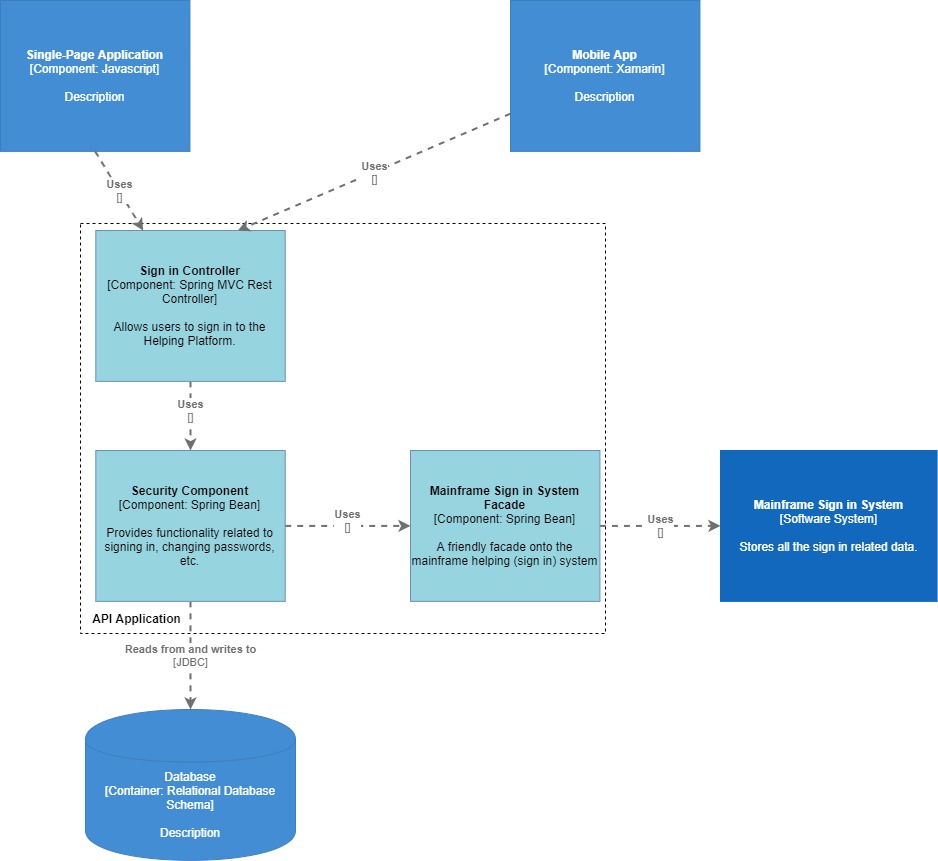 Single-Page Application
[Component: Javascript]
Description
Mobile App
[Component: Xamarin]
Description
Uses
[]
Uses
[]
Sign in Controller
[Component: Spring MVC Rest
Controller]
Allows users to sign in to the
Helping Platform.
Uses
[]
Security Component
[Component: Spring Bean]
Provides functionality related to
signing in, changing passwords,
etc.
Uses
[]
Mainframe Sign in System
Facade
[Component: Spring Bean]
A friendly facade onto the
mainframe helping (sign in) system
Uses
[]
Mainframe Sign in System
[Software System]
Stores all the sign in related data.
API Application
Reads from and writes to
[JDBC]
Database
[Container: Relational Database
Schema]
Description